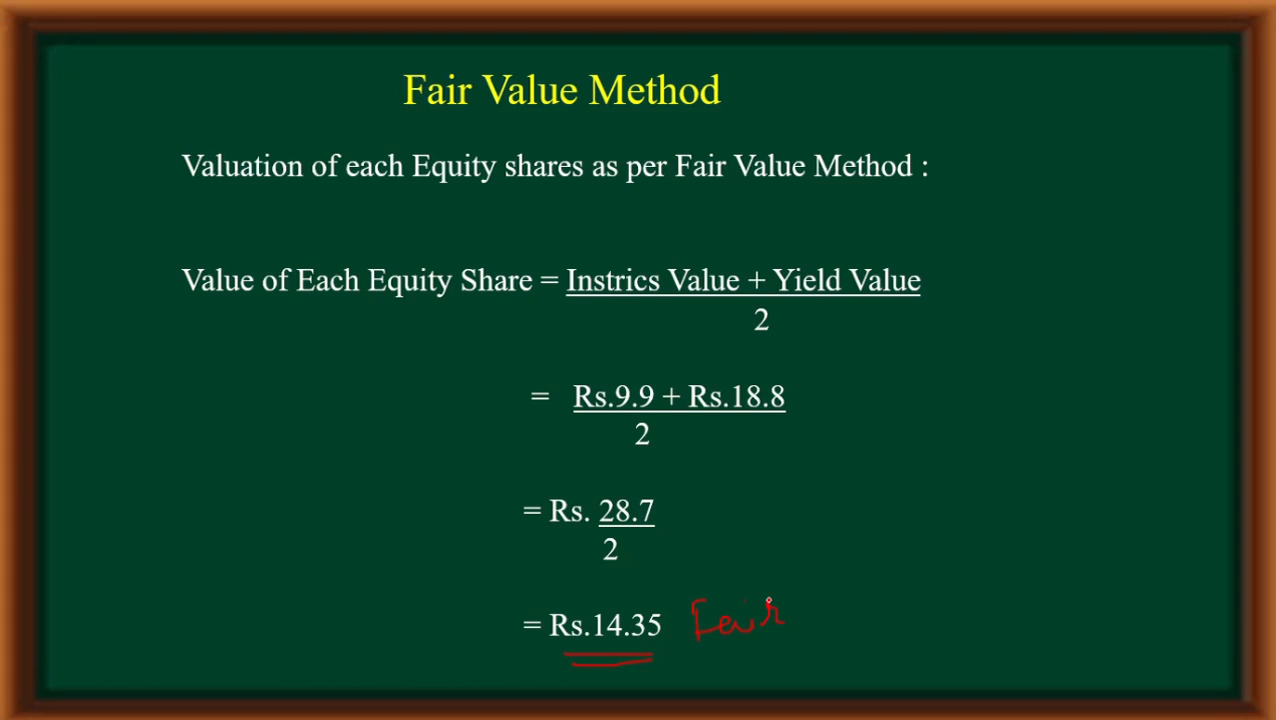 Fair Value Method
Valuation of each Equity shares as per Fair Value Method :
Value of Each Equity Share = Instrics Value + Yield Value
2
= Rs.9.9 + Rs.18.8
2
= Rs. 28.7
2
= Rs.14.35 Fair